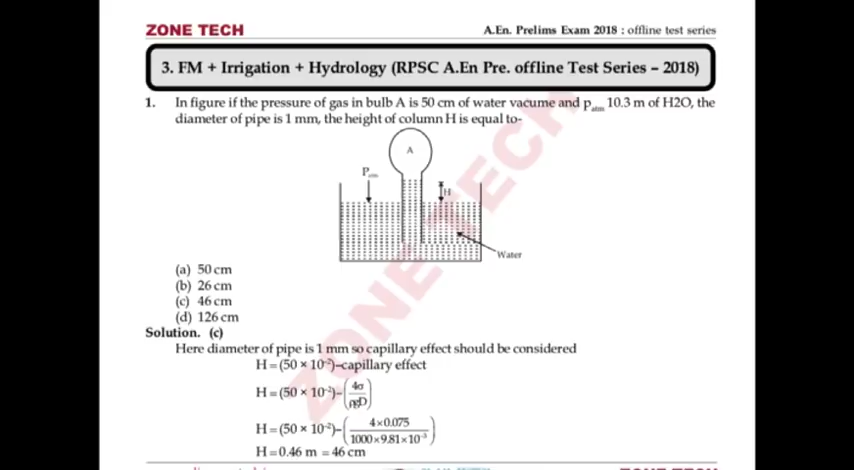 ZONE TECH
A.En. Prelims Exam 2018 : offline test series
3. FM + Irrigation + Hydrology (RPSC A.En Pre. offline Test Series – 2018)
1. In figure if the pressure of gas in bulb A is 50 cm of water vacume and p_atm 10.3 m of H2O, the
diameter of pipe is 1 mm, the height of column H is equal to-
A
P_atm
H
Water
(a) 50 cm
(b) 26 cm
(c) 46 cm
(d) 126 cm
Solution. (c)
Here diameter of pipe is 1 mm so capillary effect should be considered
H = (50 × 10⁻²)–capillary effect
H = (50 × 10⁻²)–(4σ/ρgD)
H = (50 × 10⁻²)–(4×0.075/1000×9.81×10⁻³)
H = 0.46 m = 46 cm
ZONE TECH